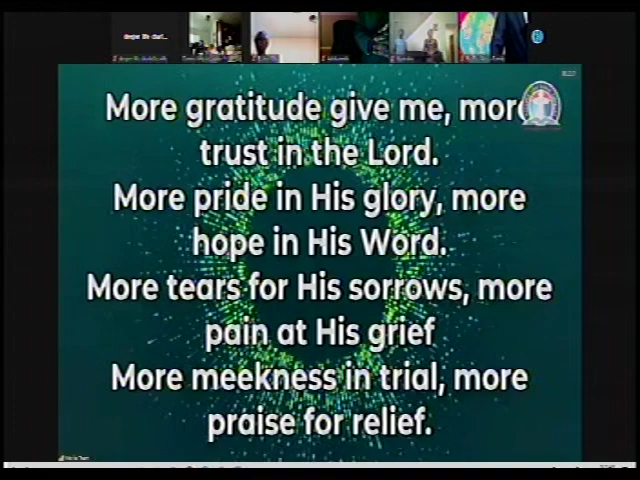 More gratitude give me, more
trust in the Lord.
More pride in His glory, more
hope in His Word.
More tears for His sorrows, more
pain at His grief
More meekness in trial, more
praise for relief.